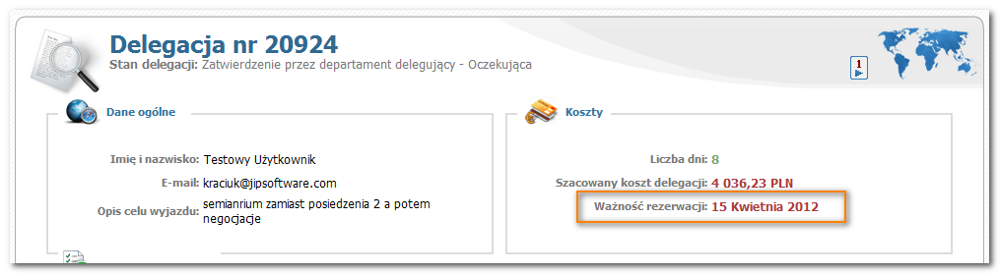 Delegacja nr 20924
Stan delegacji: Zatwierdzenie przez departament delegujący - Oczekująca
1
Dane ogólne
Imię i nazwisko: Testowy Użytkownik
E-mail: kraciuk@jipsoftware.com
Opis celu wyjazdu: semianrium zamiast posiedzenia 2 a potem
negocjacje
Koszty
Liczba dni: 8
Szacowany koszt delegacji: 4 036,23 PLN
Ważność rezerwacji: 15 Kwietnia 2012